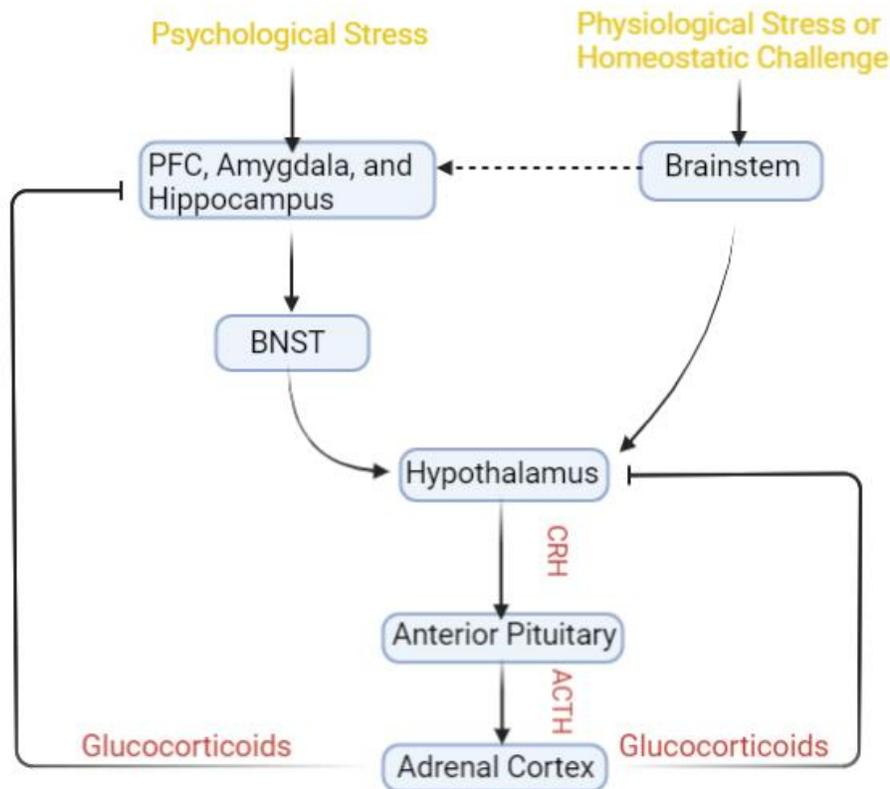 Psychological Stress
Physiological Stress or
Homeostatic Challenge
PFC, Amygdala, and
Hippocampus
Brainstem
BNST
Hypothalamus
CRH
Anterior Pituitary
ACTH
Glucocorticoids
Glucocorticoids
Adrenal Cortex